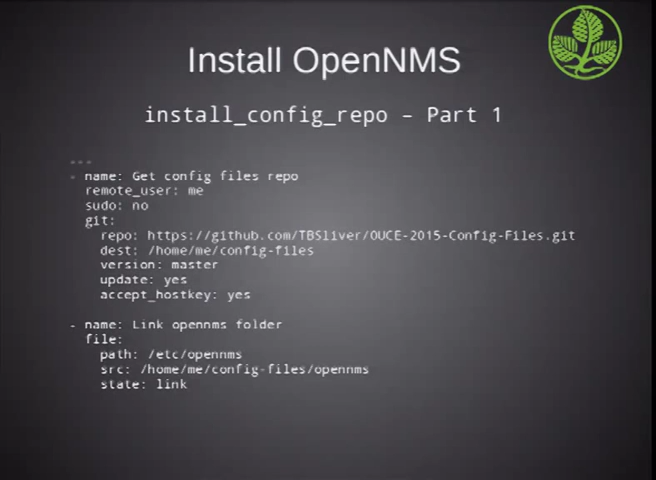 Install OpenNMS
install_config_repo – Part 1
---
- name: Get config files repo
remote_user: me
sudo: no
git:
repo: https://github.com/TBSliver/OUCE-2015-Config-Files.git
dest: /home/me/config-files
version: master
update: yes
accept_hostkey: yes
- name: Link opennms folder
file:
path: /etc/opennms
src: /home/me/config-files/opennms
state: link